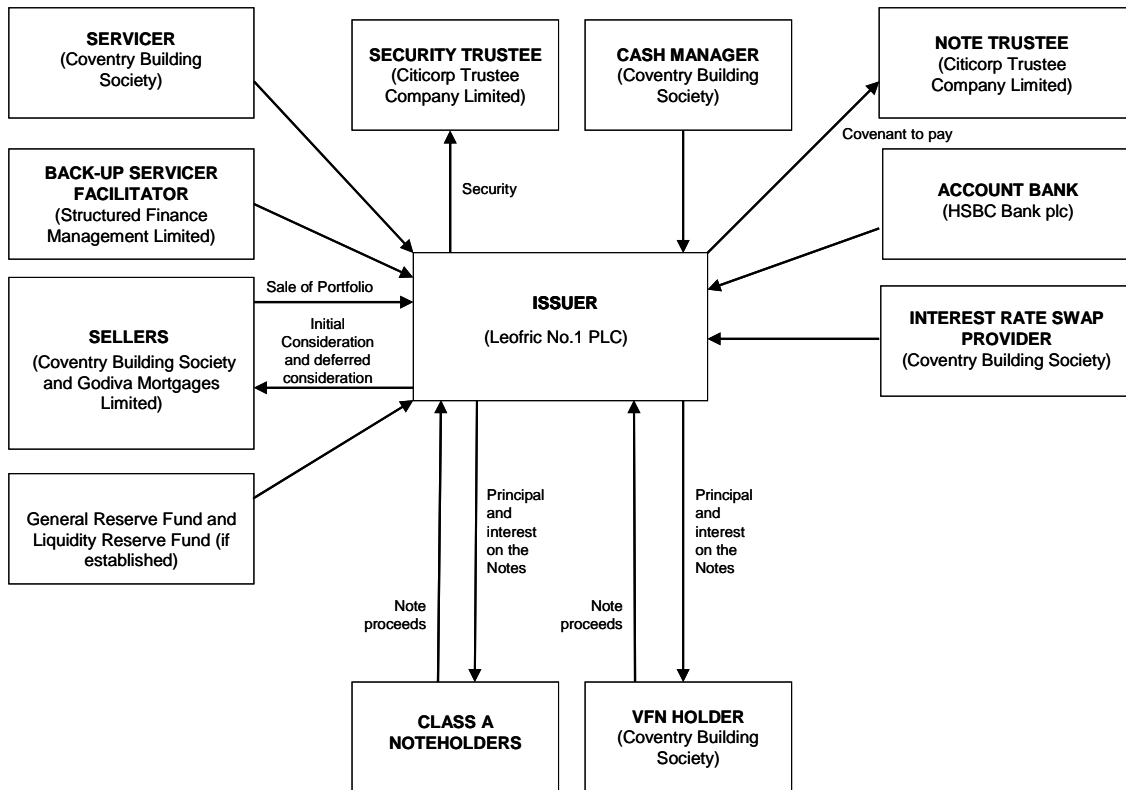 SERVICER
(Coventry Building
Society)
SECURITY TRUSTEE
(Citicorp Trustee
Company Limited)
CASH MANAGER
(Coventry Building
Society)
NOTE TRUSTEE
(Citicorp Trustee
Company Limited)
Covenant to pay
BACK-UP SERVICER
FACILITATOR
(Structured Finance
Management Limited)
Security
ACCOUNT BANK
(HSBC Bank plc)
Sale of Portfolio
ISSUER
(Leofric No.1 PLC)
INTEREST RATE SWAP
PROVIDER
(Coventry Building Society)
SELLERS
(Coventry Building Society
and Godiva Mortgages
Limited)
Initial
Consideration
and deferred
consideration
General Reserve Fund and
Liquidity Reserve Fund (if
established)
Principal
and
interest
on the
Notes
Principal
and
interest
on the
Notes
Note
proceeds
Note
proceeds
CLASS A
NOTEHOLDERS
VFN HOLDER
(Coventry Building
Society)